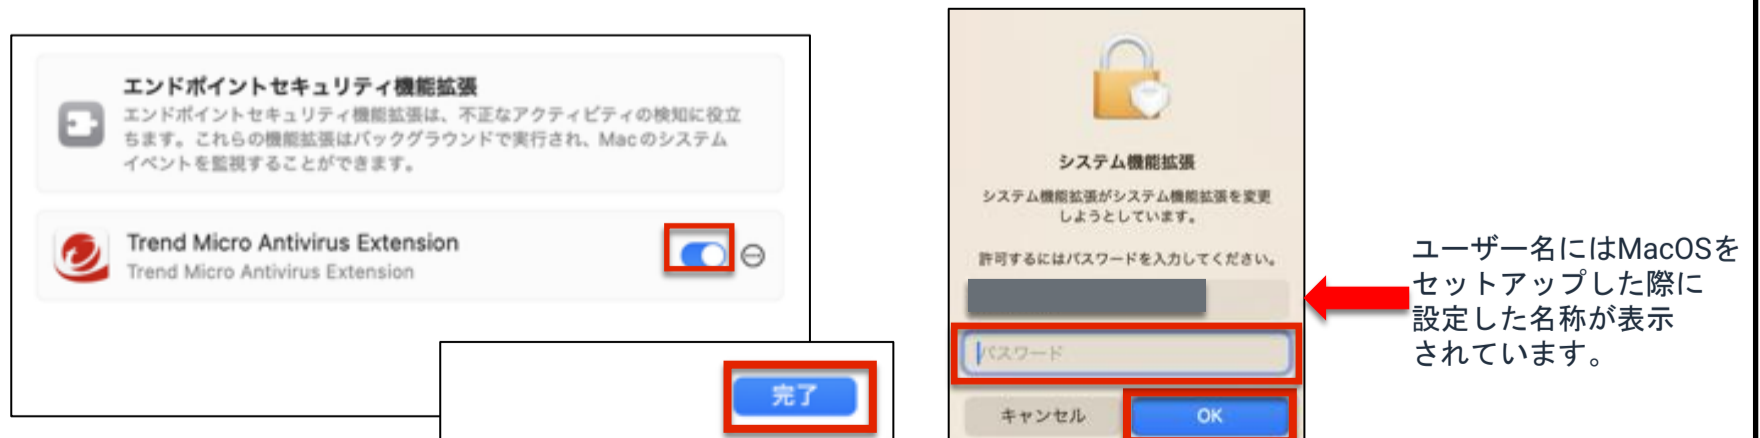 エンドポイントセキュリティ機能拡張
エンドポイントセキュリティ機能拡張は、不正なアクティビティの検知に役立
ちます。これらの機能拡張はバックグラウンドで実行され、Macのシステム
イベントを監視することができます。
Trend Micro Antivirus Extension
Trend Micro Antivirus Extension
完了
システム機能拡張
システム機能拡張がシステム機能拡張を変更
しようとしています。
許可するにはパスワードを入力してください。
パスワード
キャンセル
OK
ユーザー名にはMacOSを
セットアップした際に
設定した名称が表示
されています。